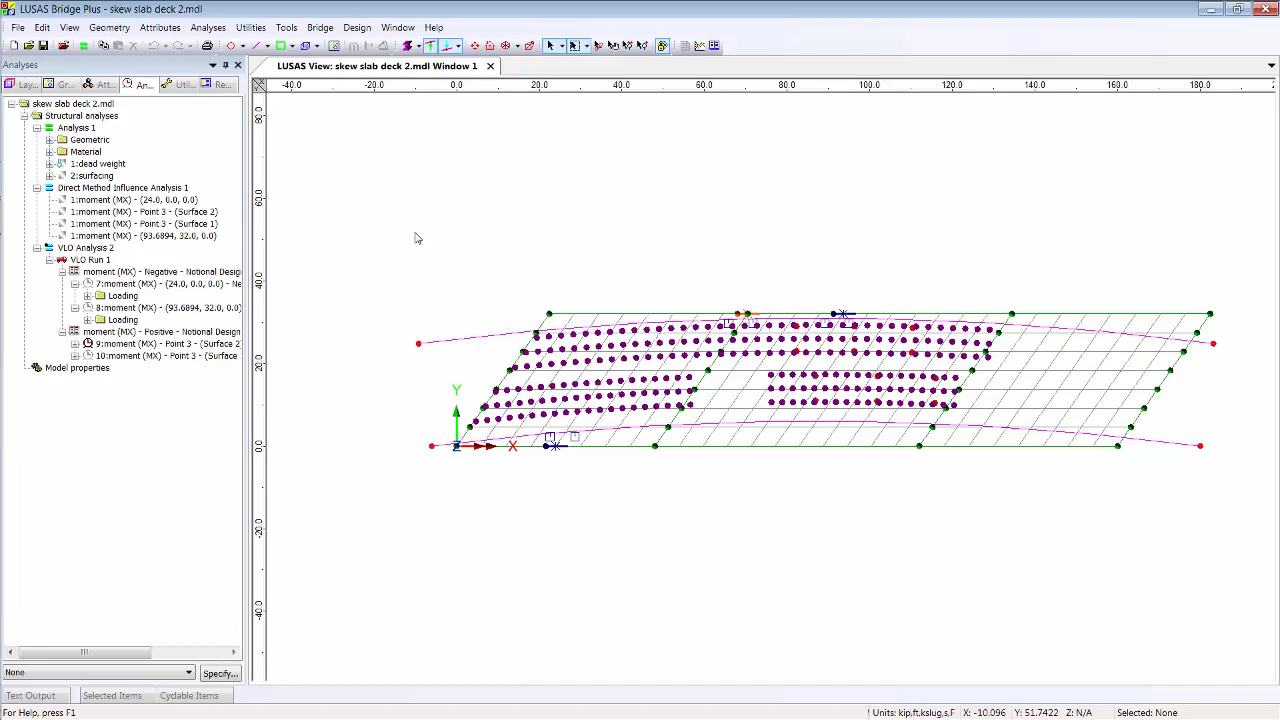 LUSAS Bridge Plus - skew slab deck 2.mdl
File Edit View Geometry Attributes Analyses Utilities Tools Bridge Design Window Help
Analyses
LUSAS View: skew slab deck 2.mdl Window 1
Lay... Gr... Att... An... Util... Re...
-40.0 -20.0 0.0 20.0 40.0 60.0 80.0 100.0 120.0 140.0 160.0 180.0
skew slab deck 2.mdl
Structural analyses
Analysis 1
Geometric
Material
1:dead weight
2:surfacing
Direct Method Influence Analysis 1
1:moment (MX) - (24.0, 0.0, 0.0)
1:moment (MX) - Point 3 - (Surface 2)
1:moment (MX) - Point 3 - (Surface 1)
1:moment (MX) - (93.6894, 32.0, 0.0)
VLO Analysis 2
VLO Run 1
moment (MX) - Negative - Notional Design
7:moment (MX) - (24.0, 0.0, 0.0) - Ne
Loading
8:moment (MX) - (93.6894, 32.0, 0.0)
Loading
moment (MX) - Positive - Notional Design
9:moment (MX) - Point 3 - (Surface 2)
10:moment (MX) - Point 3 - (Surface
Model properties
80.0
60.0
40.0
20.0
0.0
-20.0
-40.0
Y
Z
X
None
Specify...
Text Output Selected Items Cyclable Items
For Help, press F1
Units: kip,ft,kslug,s,F X: -10.096 Y: 51.7422 Z: N/A Selected: None